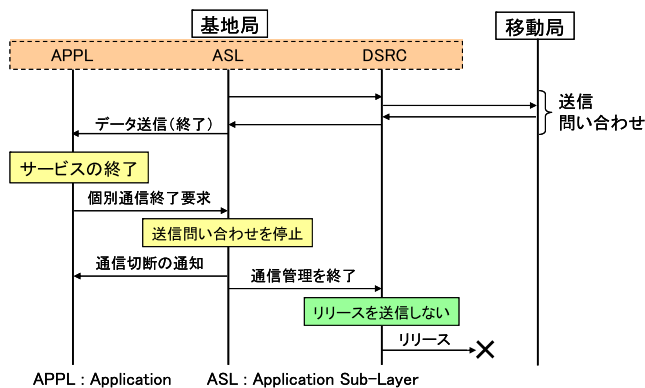 基地局
移動局
APPL
ASL
DSRC
送信
問い合わせ
データ送信(終了)
サービスの終了
個別通信終了要求
送信問い合わせを停止
通信切断の通知
通信管理を終了
リリースを送信しない
リリース
APPL : Application
ASL : Application Sub-Layer